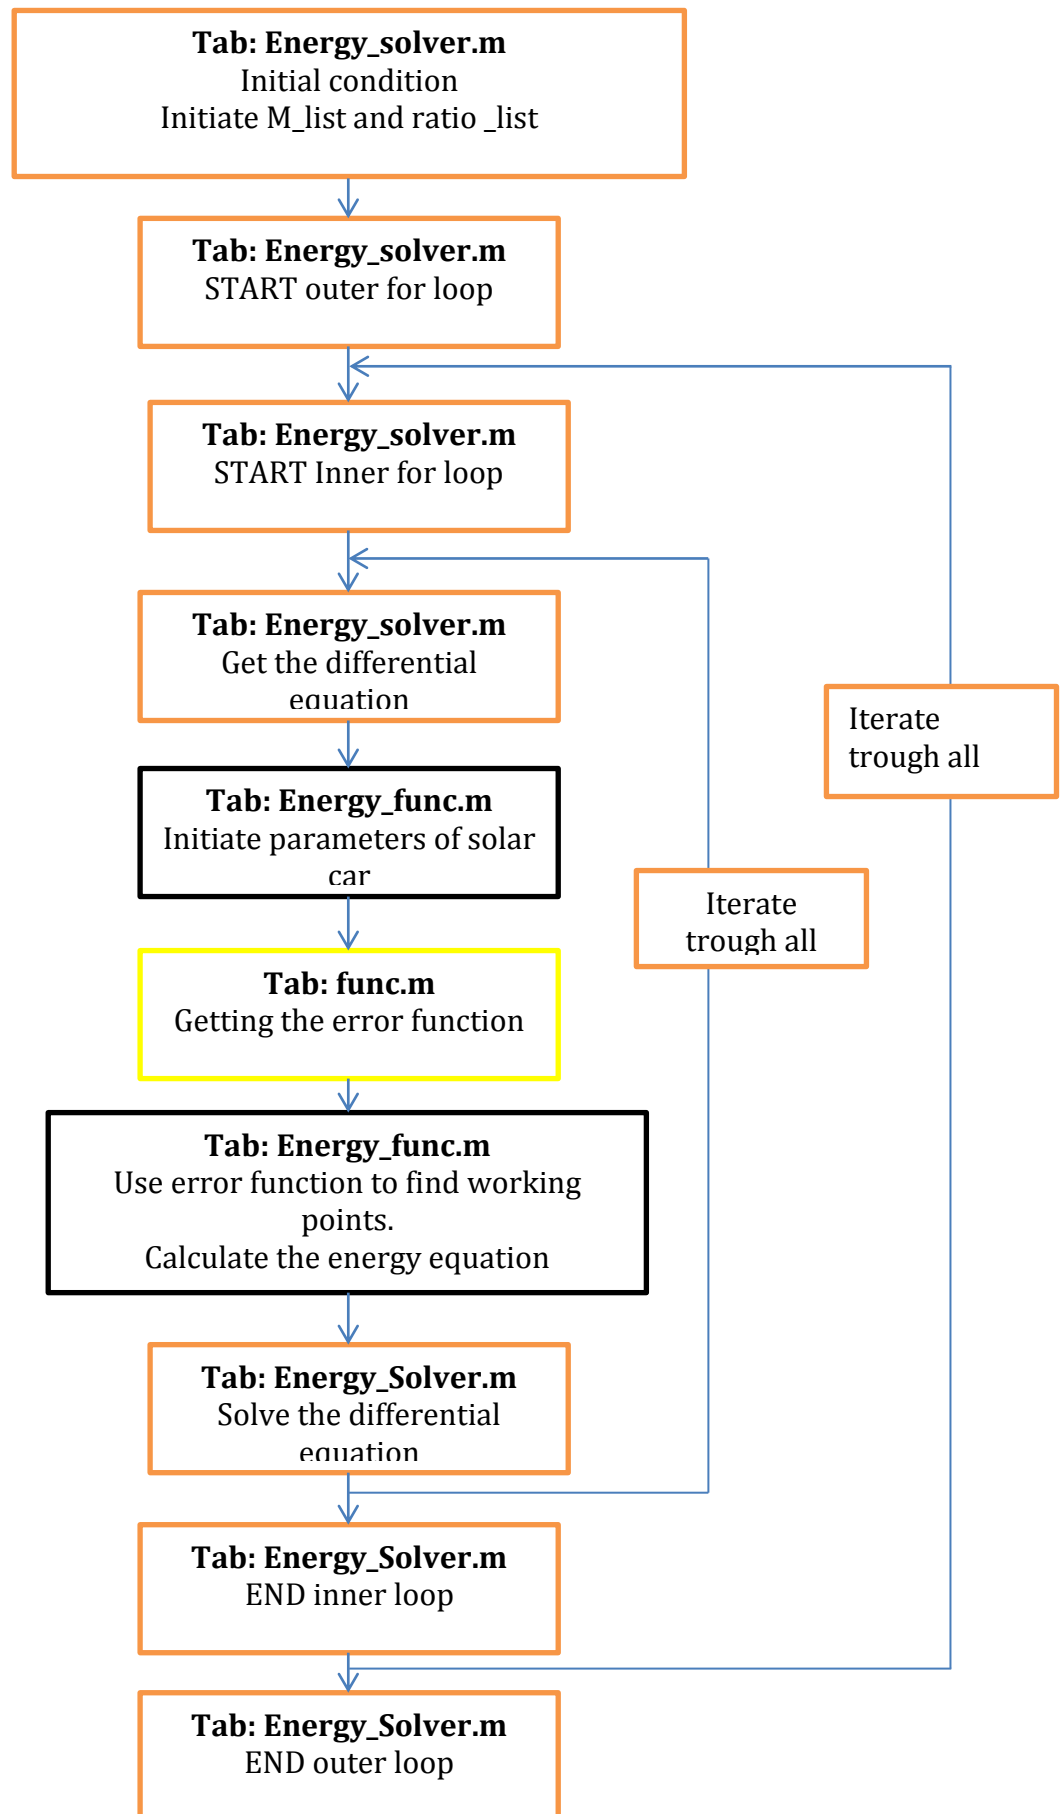 Tab: Energy_solver.m
Initial condition
Initiate M_list and ratio _list
Tab: Energy_solver.m
START outer for loop
Tab: Energy_solver.m
START Inner for loop
Tab: Energy_solver.m
Get the differential
equation
Iterate
trough all
Tab: Energy_func.m
Initiate parameters of solar
car
Iterate
trough all
Tab: func.m
Getting the error function
Tab: Energy_func.m
Use error function to find working
points.
Calculate the energy equation
Tab: Energy_Solver.m
Solve the differential
equation
Tab: Energy_Solver.m
END inner loop
Tab: Energy_Solver.m
END outer loop